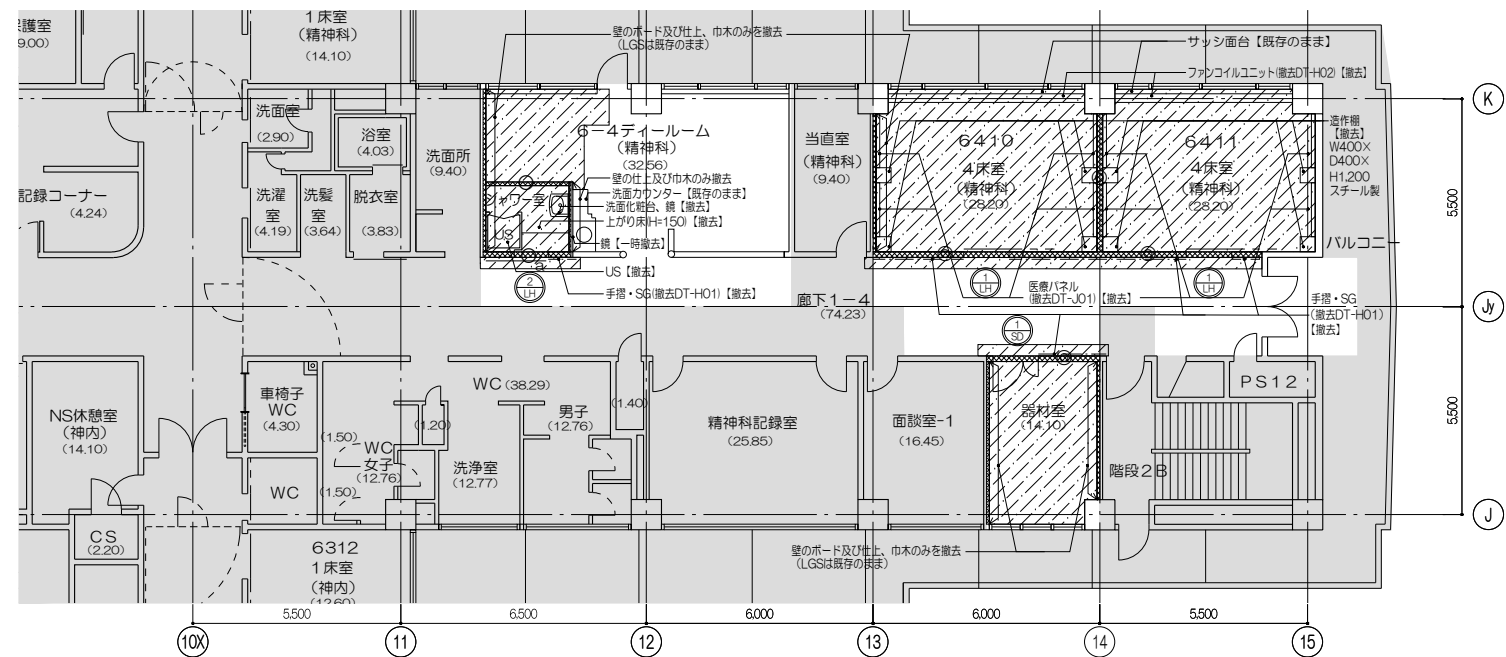 保護室
9.00)
1床室
(精神科)
(14.10)
壁のボード及び仕上、巾木のみを撤去
(LGSは既存のまま)
サッシ面台【既存のまま】
ファンコイルユニット(撤去DT-H02)【撤去】
K
洗面室
(2.90)
浴室
(4.03)
洗面所
(9.40)
6-4ディールーム
(精神科)
(32.56)
当直室
(精神科)
(9.40)
6410
4床室
(精神科)
(28.20)
6411
4床室
(精神科)
(28.20)
造作棚
【撤去】
W400×
D400×
H1,200
スチール製
記録コーナー
(4.24)
洗濯
室
(4.19)
洗髪
室
(3.64)
脱衣室
(3.83)
シャワー室
US
壁の仕上及び巾木のみ撤去
洗面カウンター【既存のまま】
洗面化粧台、鏡【撤去】
上がり床(H=150)【撤去】
鏡【一時撤去】
US【撤去】
手摺・SG(撤去DT-H01)【撤去】
a
2
LH
5.500
バルコニー
廊下1-4
(74.23)
1
LH
医療パネル
(撤去DT-J01)【撤去】
1
LH
手摺・SG
(撤去DT-H01)
【撤去】
Jy
1
SD
NS休憩室
(神内)
(14.10)
車椅子
WC
(4.30)
WC(38.29)
(1.20)
男子
(12.76)
(1.40)
(1.50)
WC
女子
(12.76)
(1.50)
WC
洗浄室
(12.77)
精神科記録室
(25.85)
面談室-1
(16.45)
器材室
(14.10)
PS12
階段2B
5.500
J
CS
(2.20)
6312
1床室
(神内)
(12.60)
壁のボード及び仕上、巾木のみを撤去
(LGSは既存のまま)
5.500
6.500
6.000
6.000
5.500
10X
11
12
13
14
15